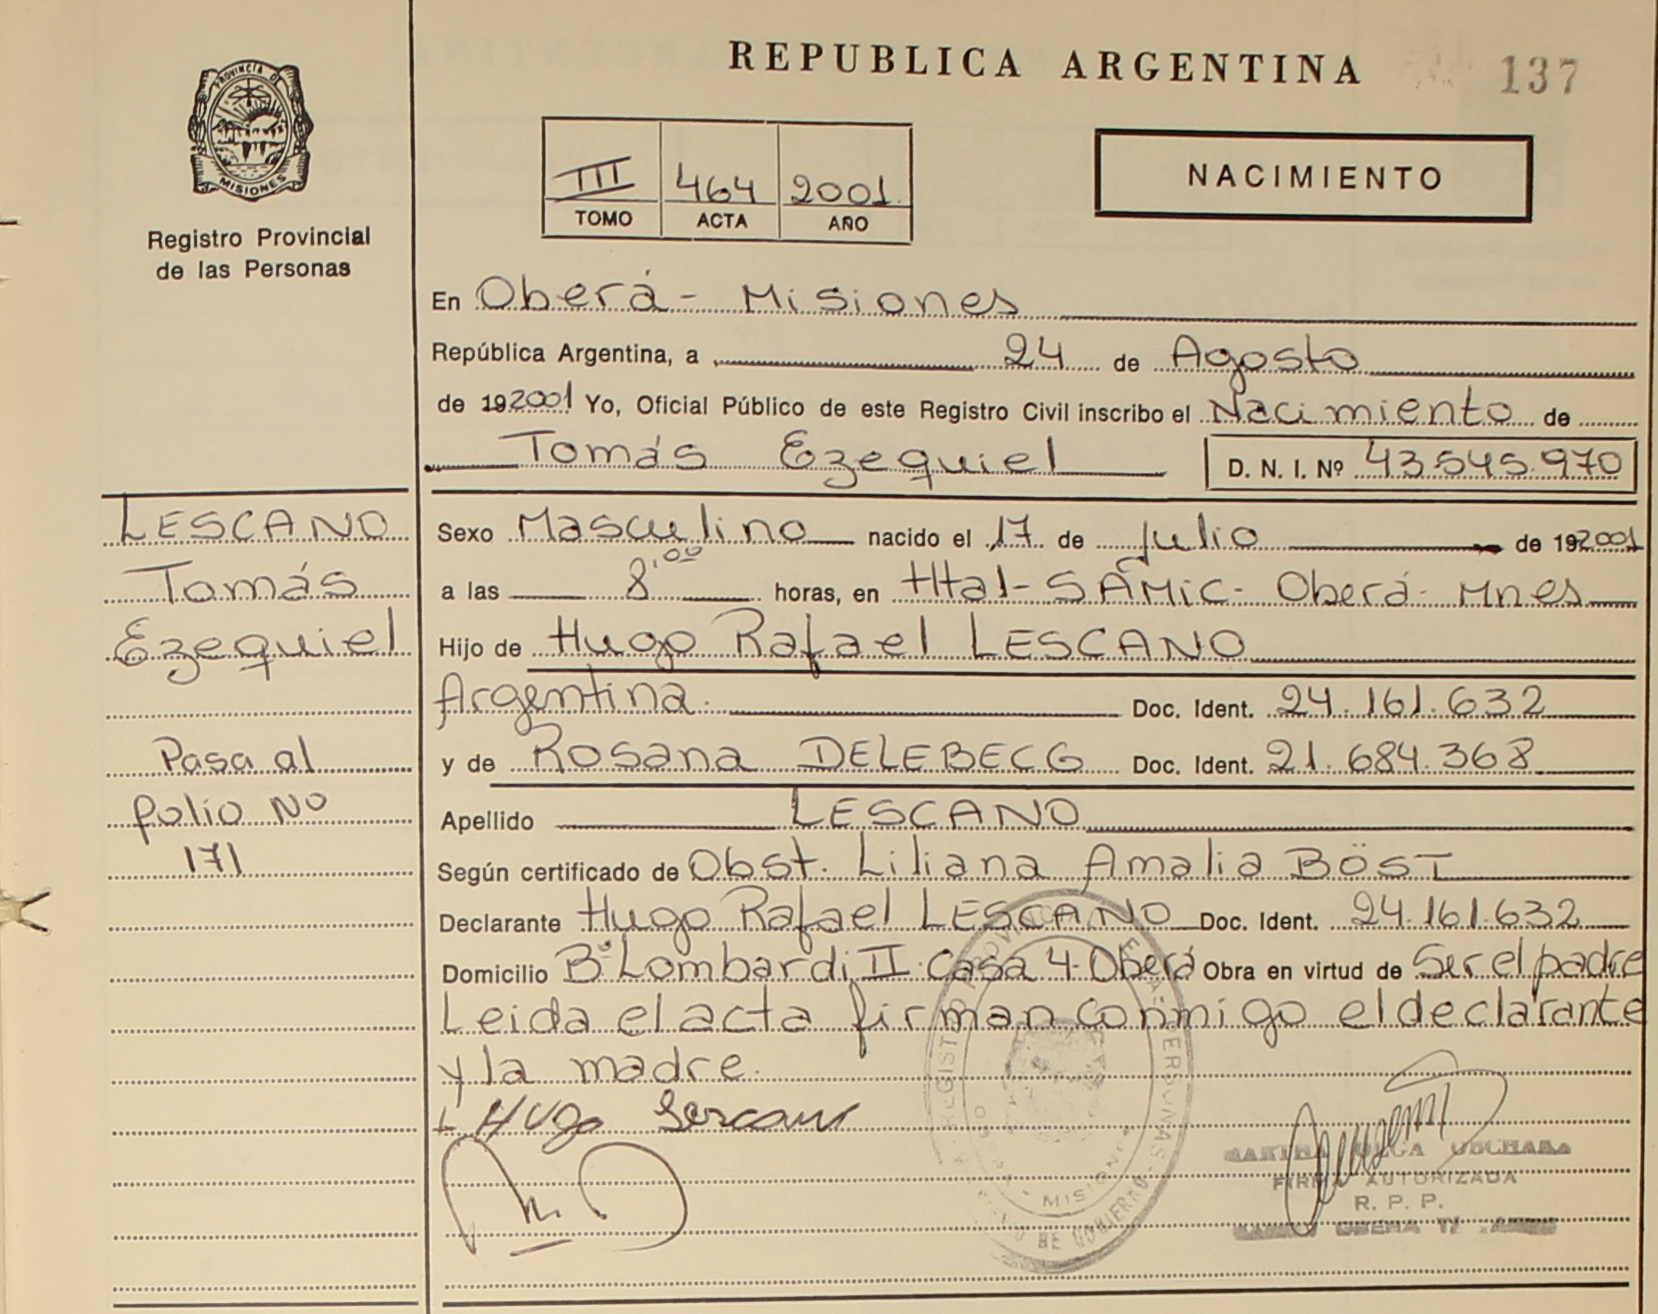 REPUBLICA ARGENTINA
137
PROVINCIA DE
MISIONES
Registro Provincial
de las Personas
III 464 2001.
TOMO ACTA AÑO
NACIMIENTO
En Oberá - Misiones
República Argentina, a 24 de Agosto
de 192001 Yo, Oficial Público de este Registro Civil inscribo el Nacimiento de
Tomás Ezequiel D. N. I. Nº 43.545.970
LESCANO
Tomás
Ezequiel
Pasa al
folio Nº
171
Sexo Masculino nacido el 17 de Julio de 192001
a las 8,00 horas, en Htal - SAMIC - Oberá - Mnes
Hijo de Hugo Rafael LESCANO
Argentina. Doc. Ident. 24.161.632
y de Rosana DELEBECG Doc. Ident. 21.684.368
Apellido LESCANO
Según certificado de Obst. Liliana Amalia BÖST
Declarante Hugo Rafael LESCANO Doc. Ident. 24.161.632
Domicilio Bº Lombardi II Casa 4 - Oberá Obra en virtud de Ser el padre
Leida el acta firman conmigo el declarante
y la madre.
Hugo Lescano
FIRMA AUTORIZADA
R. P. P.